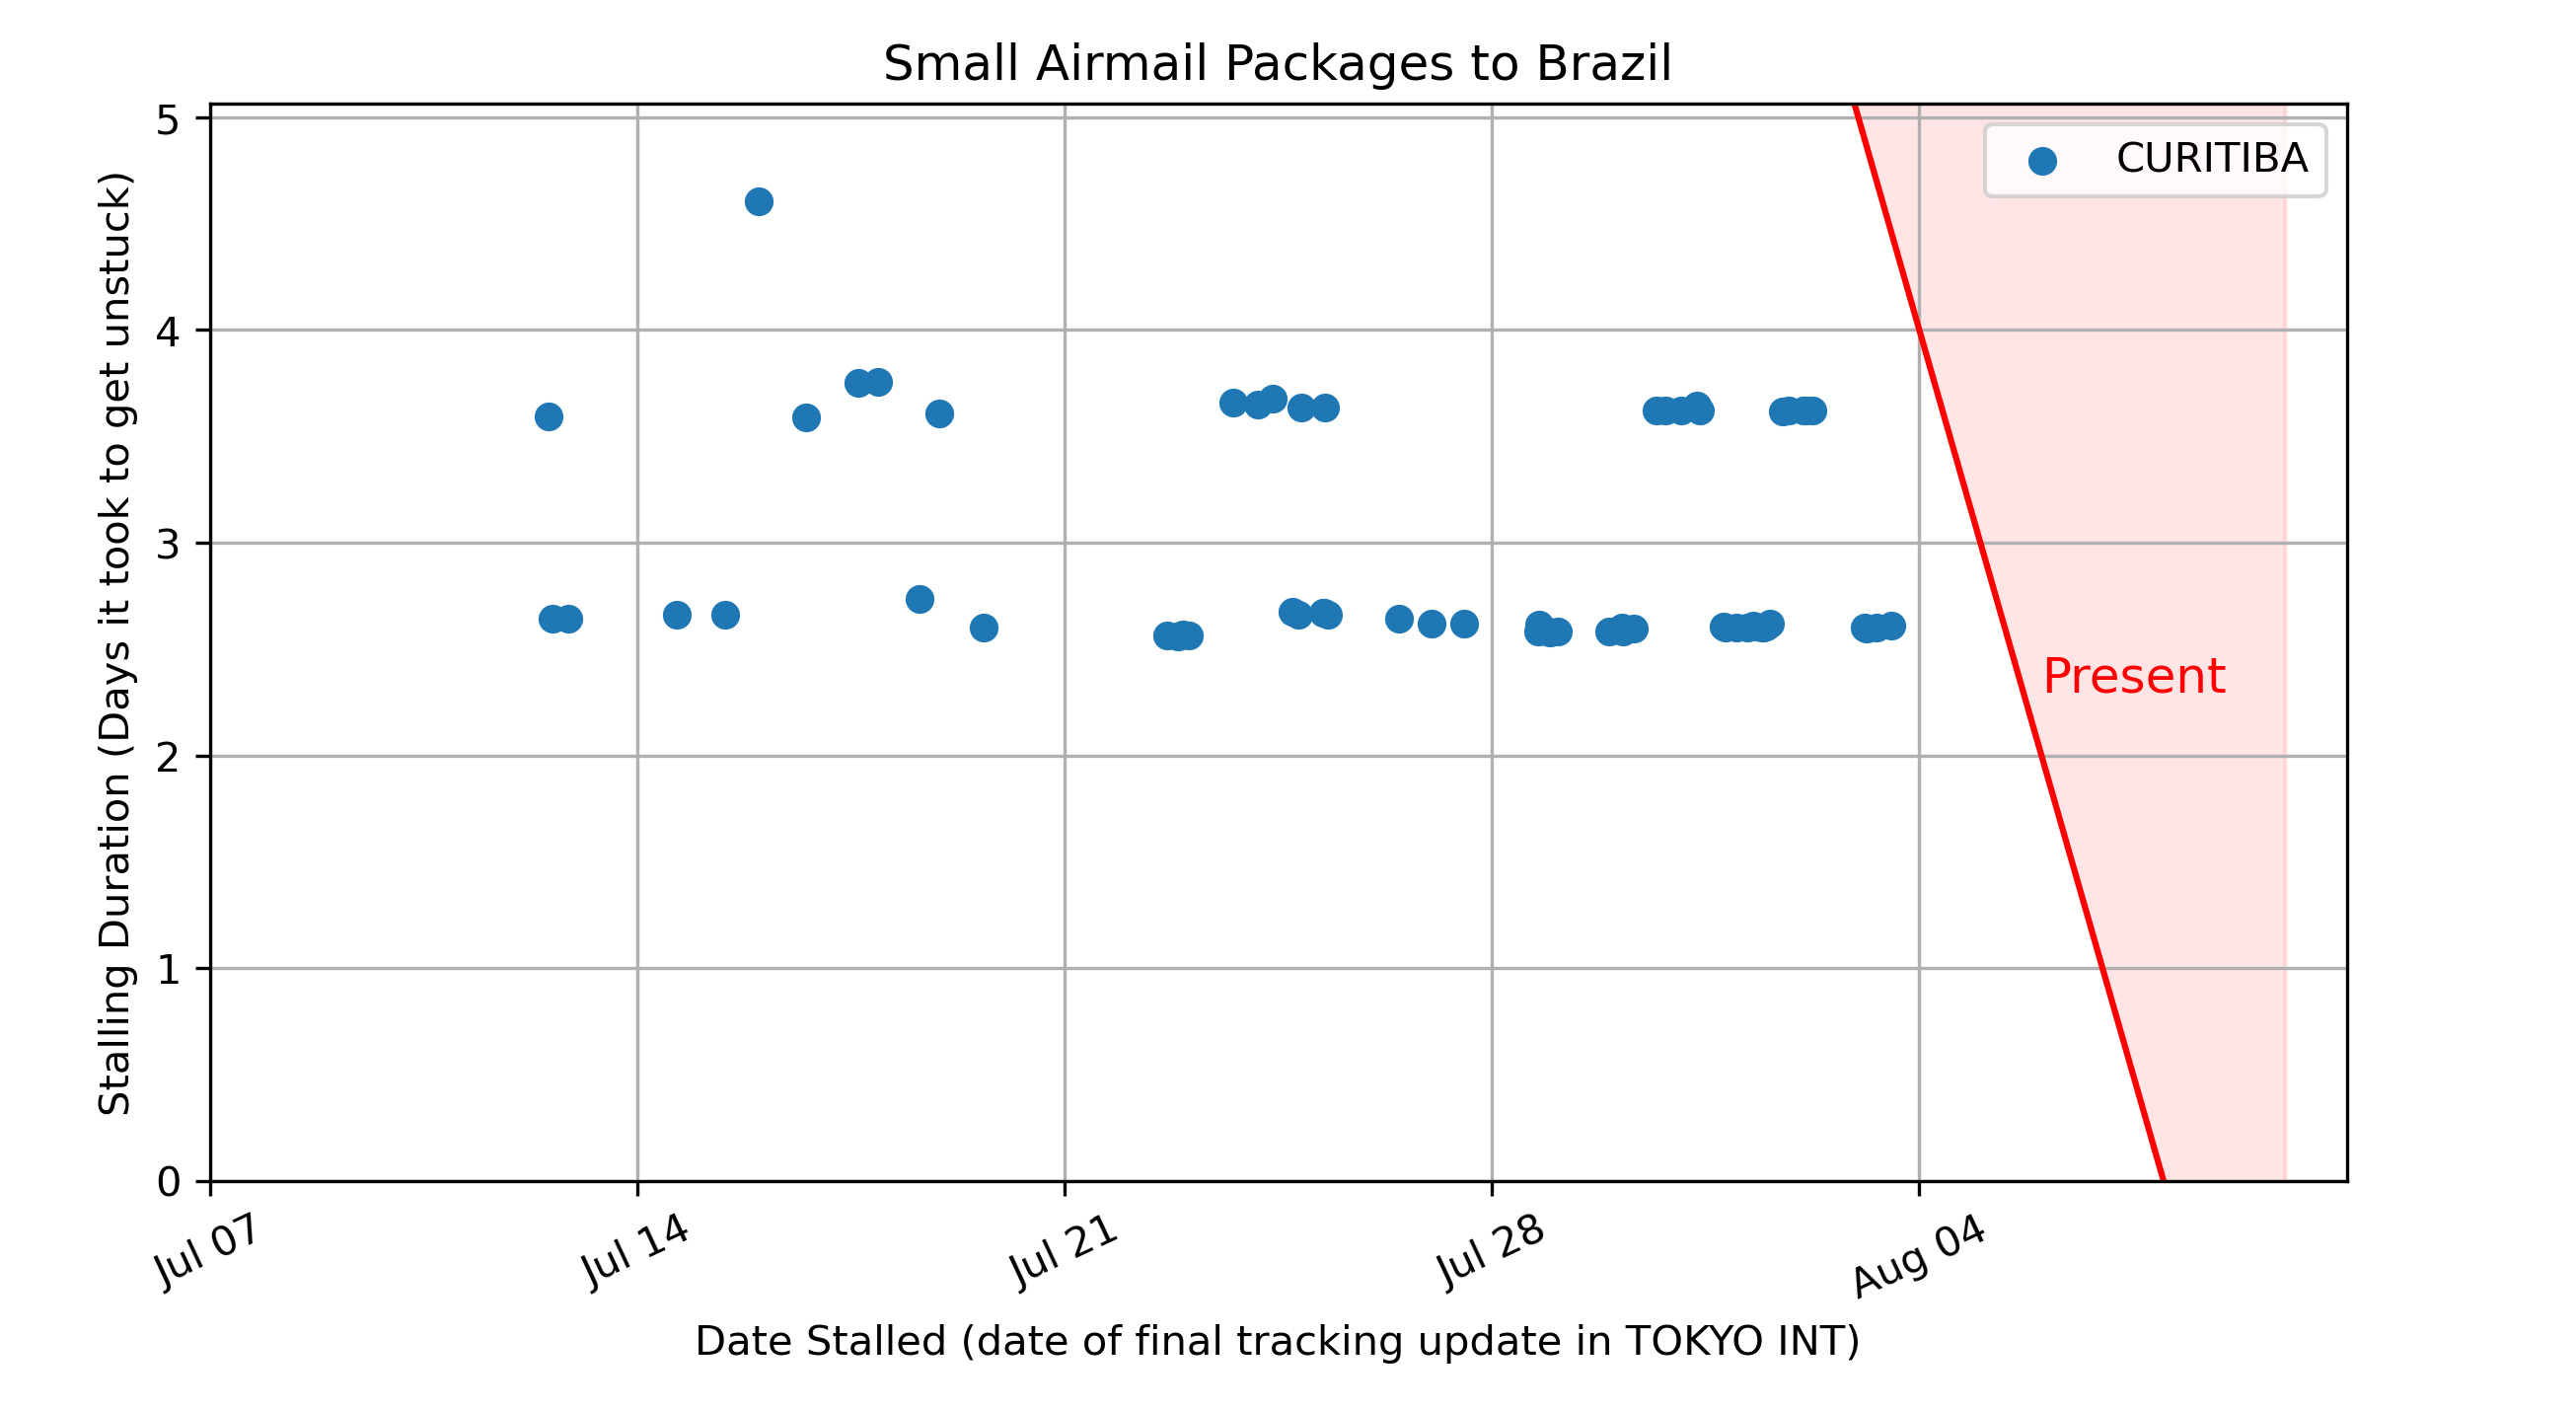 Small Airmail Packages to Brazil
Stalling Duration (Days it took to get unstuck)
5
4
3
2
1
0
CURITIBA
Present
Jul 07
Jul 14
Jul 21
Jul 28
Aug 04
Date Stalled (date of final tracking update in TOKYO INT)